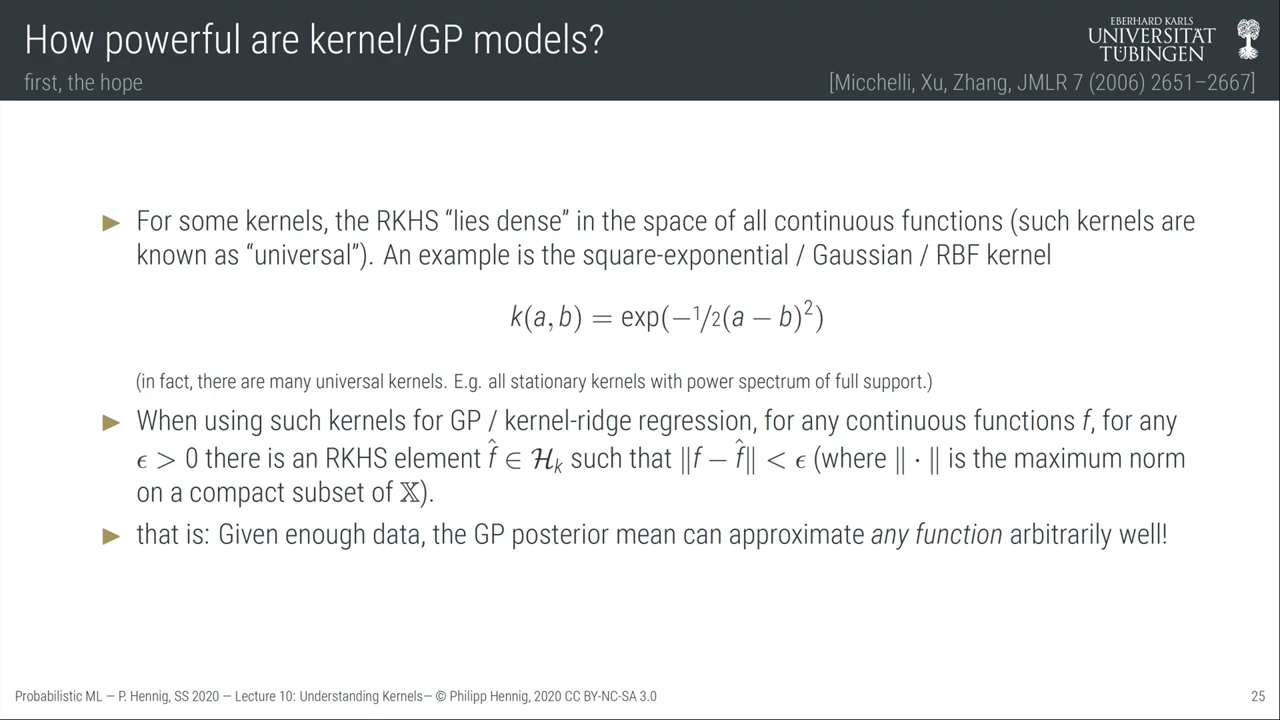 How powerful are kernel/GP models?
EBERHARD KARLS
UNIVERSITÄT
TÜBINGEN
first, the hope
[Micchelli, Xu, Zhang, JMLR 7 (2006) 2651–2667]
► For some kernels, the RKHS “lies dense” in the space of all continuous functions (such kernels are
known as “universal”). An example is the square-exponential / Gaussian / RBF kernel
k(a, b) = exp(−1/2(a − b)²)
(in fact, there are many universal kernels. E.g. all stationary kernels with power spectrum of full support.)
► When using such kernels for GP / kernel-ridge regression, for any continuous functions f, for any
ϵ > 0 there is an RKHS element f̂ ∈ ℋₖ such that ‖f − f̂‖ < ϵ (where ‖ · ‖ is the maximum norm
on a compact subset of 𝕏).
► that is: Given enough data, the GP posterior mean can approximate any function arbitrarily well!
Probabilistic ML — P. Hennig, SS 2020 — Lecture 10: Understanding Kernels— © Philipp Hennig, 2020 CC BY-NC-SA 3.0
25